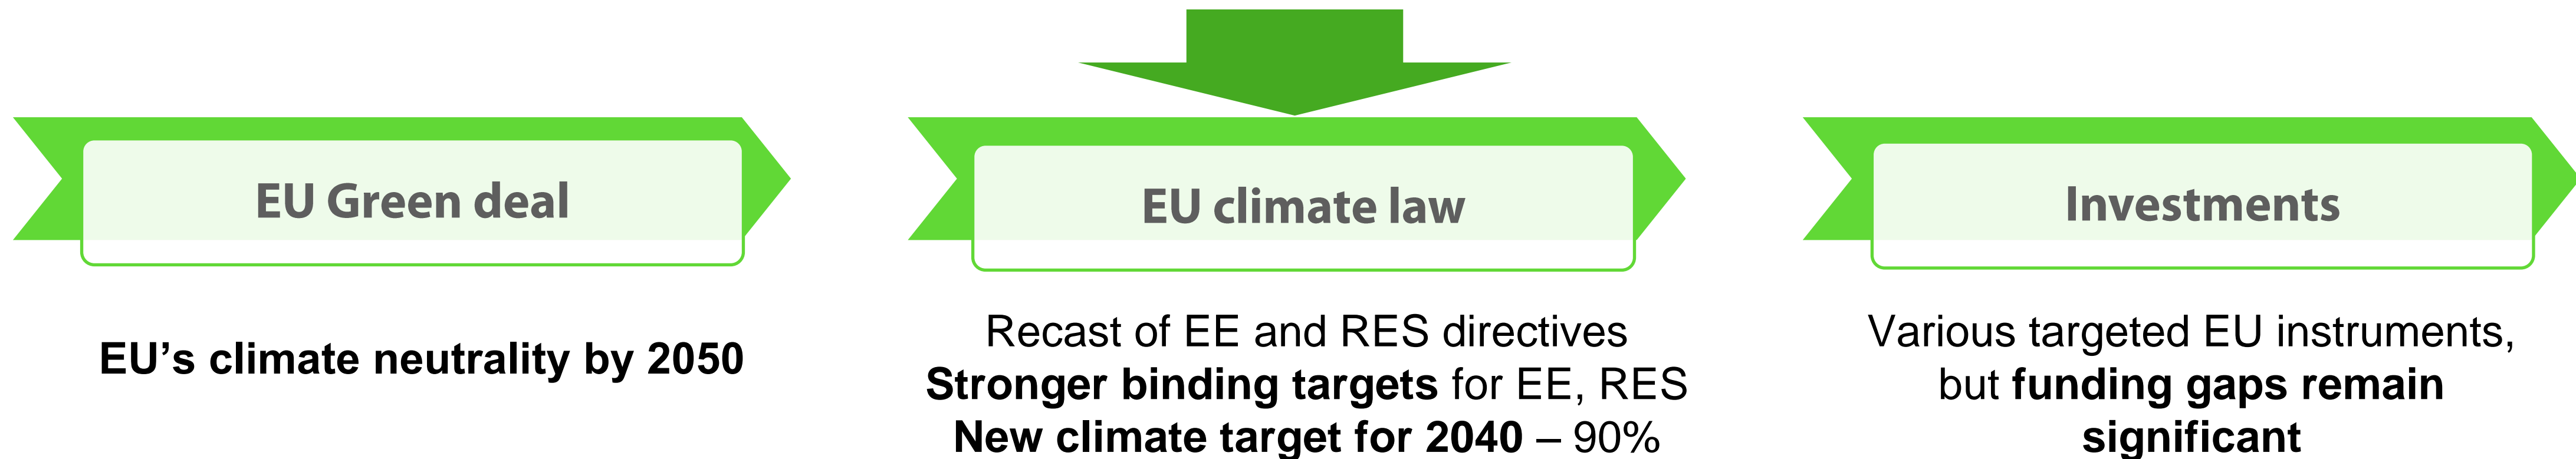 EU Green deal
EU's climate neutrality by 2050
EU climate law
Recast of EE and RES directives
Stronger binding targets for EE, RES
New climate target for 2040 – 90%
Investments
Various targeted EU instruments,
but funding gaps remain
significant